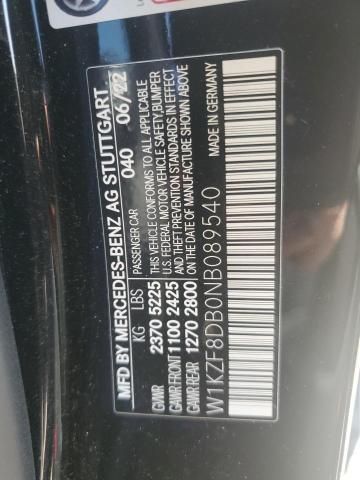 MFD BY MERCEDES-BENZ AG STUTTGART
040 06/22
PASSENGER CAR
KG LBS
GVWR 2370 5225
GAWR FRONT 1100 2425
GAWR REAR 1270 2800
THIS VEHICLE CONFORMS TO ALL APPLICABLE
U.S. FEDERAL MOTOR VEHICLE SAFETY,BUMPER
AND THEFT PREVENTION STANDARDS IN EFFECT
ON THE DATE OF MANUFACTURE SHOWN ABOVE
W1KZF8DB0NB089540 MADE IN GERMANY